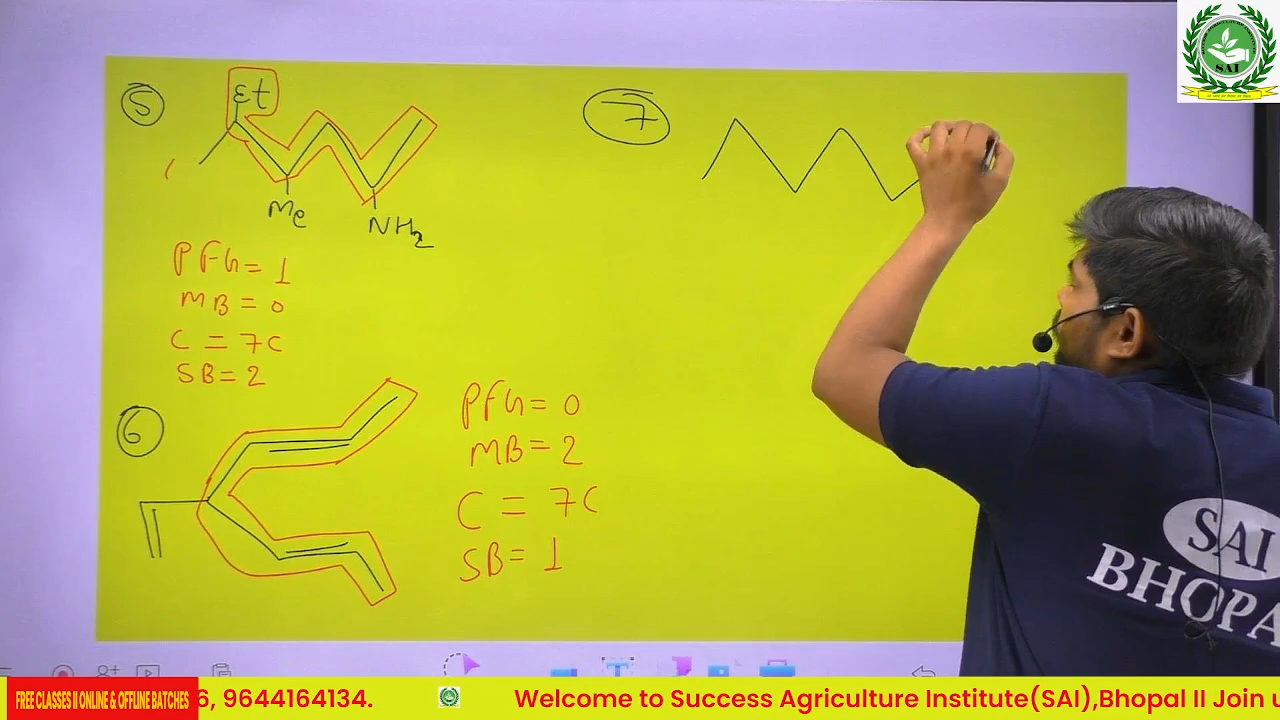 5
Et
Me
NH2
PFG = 1
MB = 0
C = 7C
SB = 2
6
PFG = 0
MB = 2
C = 7C
SB = 1
7
SAI
SAI
BHOPA
FREE CLASSES II ONLINE & OFFLINE BATCHES
6, 9644164134.
Welcome to Success Agriculture Institute(SAI),Bhopal II Join u